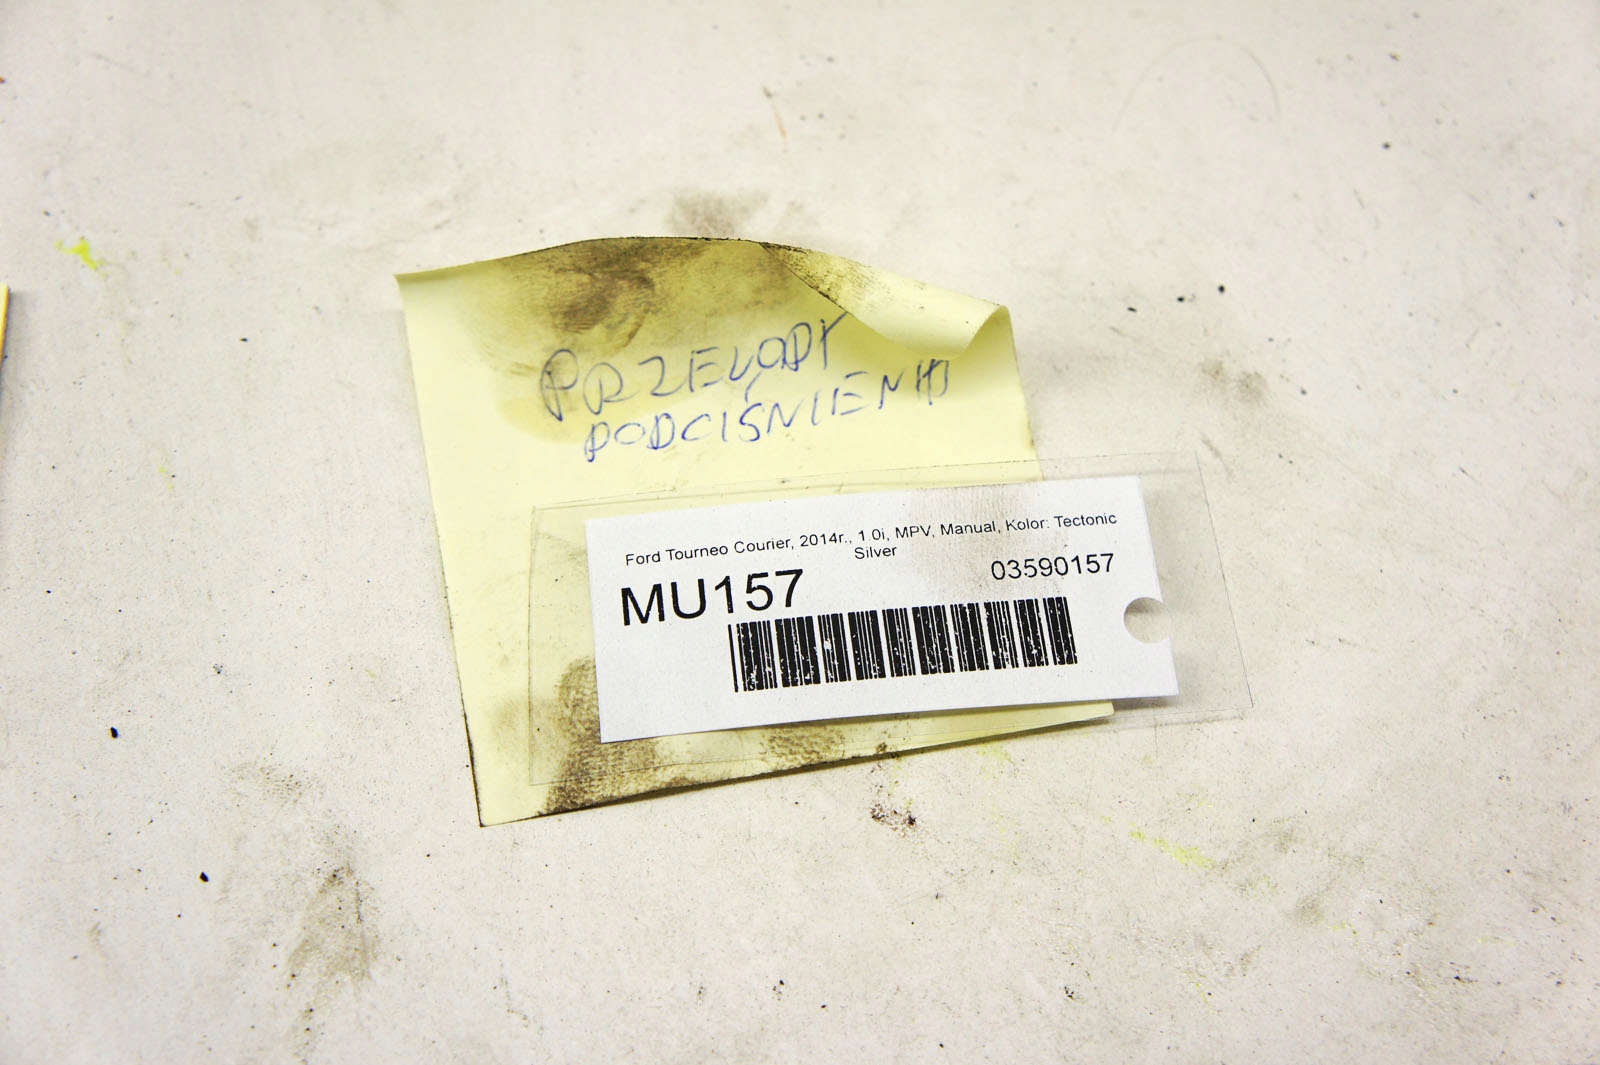 PRZEWODY
PODCIŚNIENIA
Ford Tourneo Courier, 2014r., 1.0i, MPV, Manual, Kolor: Tectonic
Silver
MU157 03590157